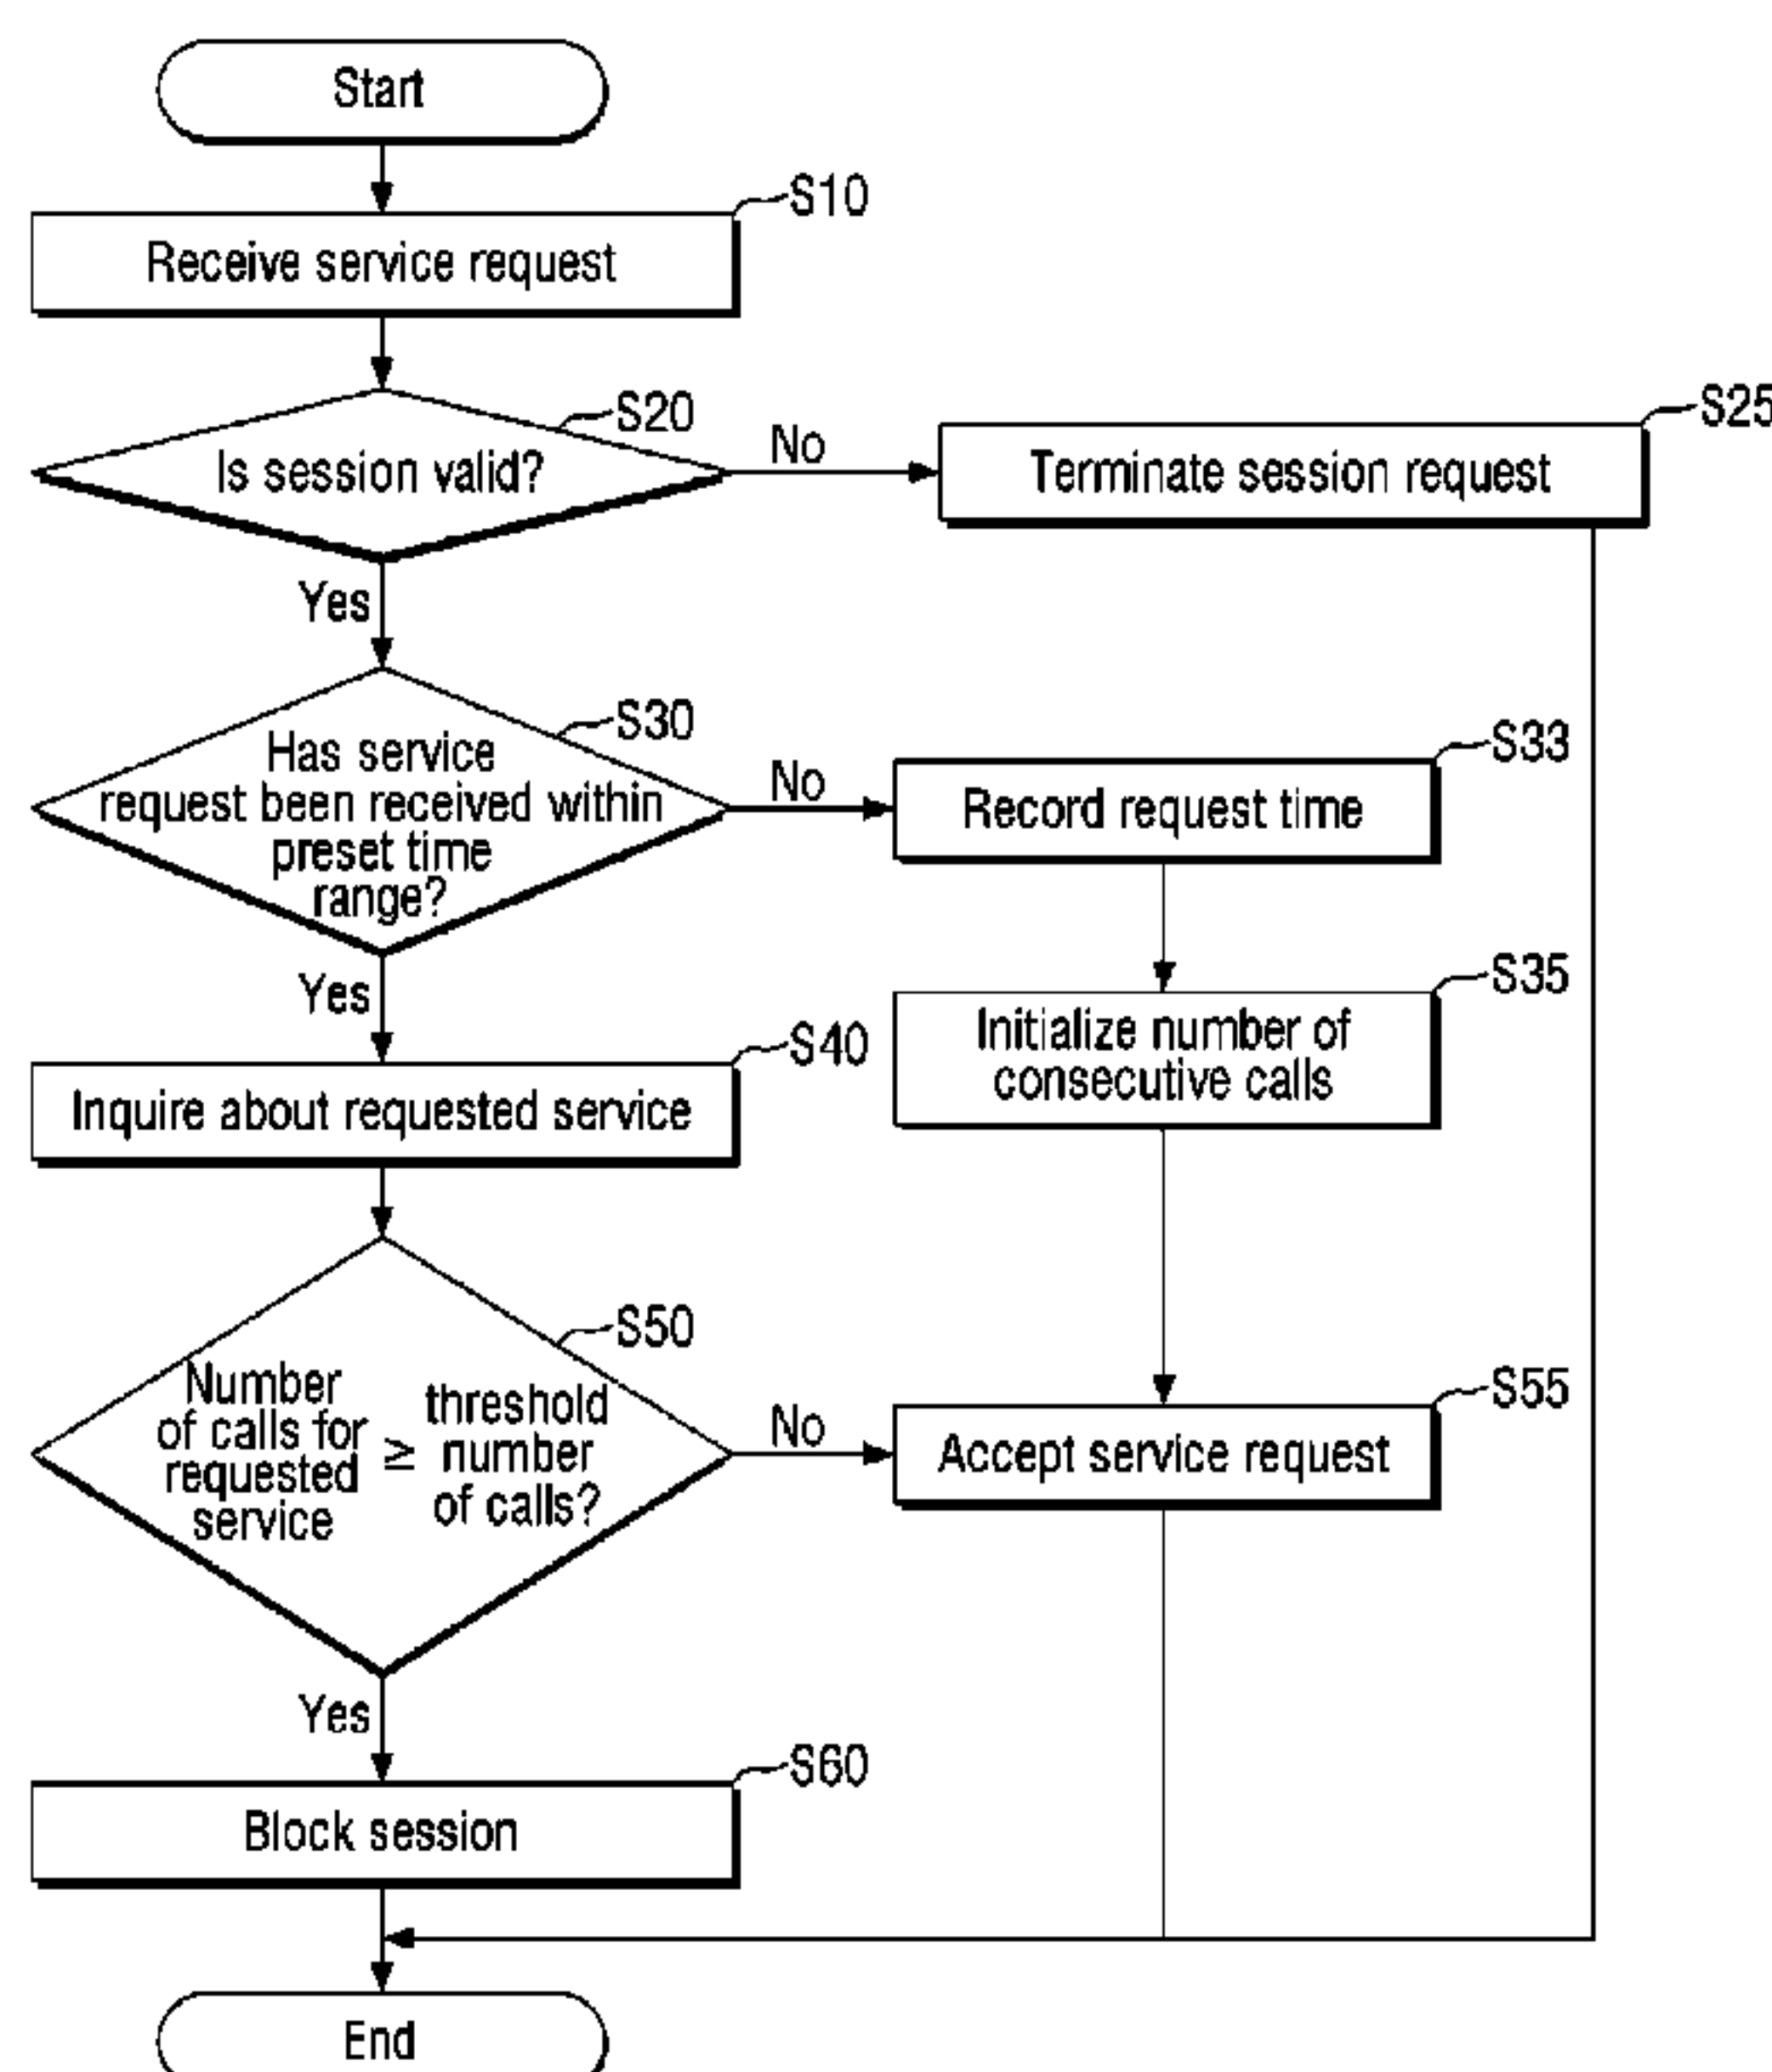 Start
S10
Receive service request
S20
Is session valid?
No
S25
Terminate session request
Yes
S30
Has service
request been received within
preset time
range?
No
S33
Record request time
Yes
S35
Initialize number of
consecutive calls
S40
Inquire about requested service
S50
Number
of calls for
requested
service
≥
threshold
number
of calls?
No
S55
Accept service request
Yes
S60
Block session
End